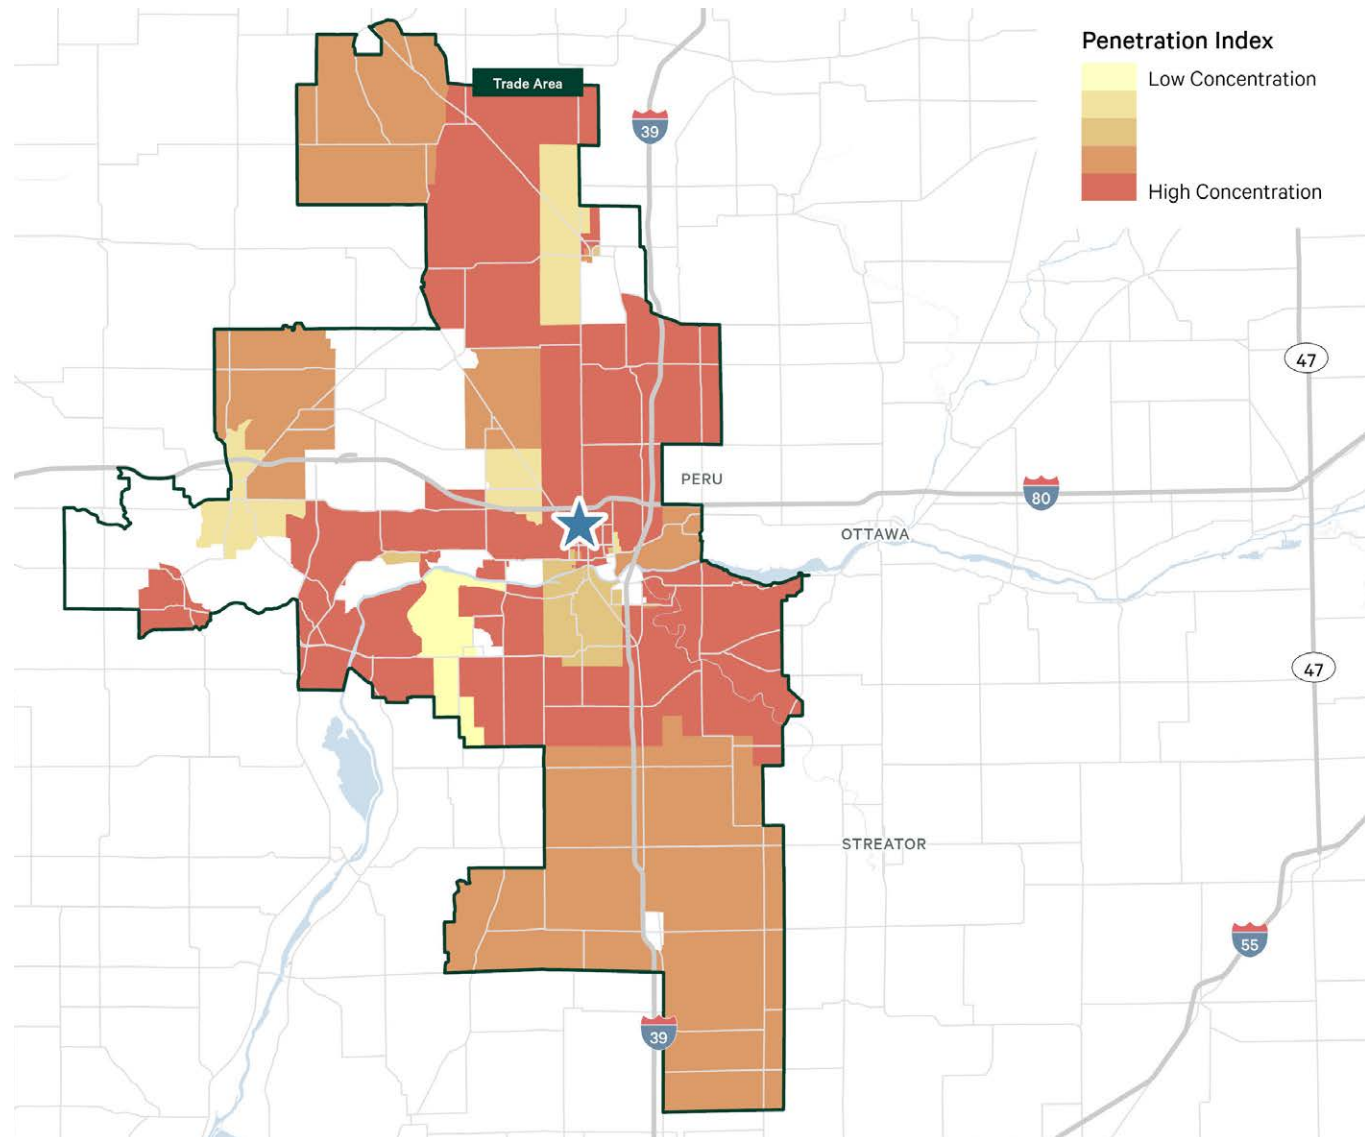 Penetration Index
Low Concentration
High Concentration
Trade Area
39
47
PERU
80
OTTAWA
47
STREATOR
55
39